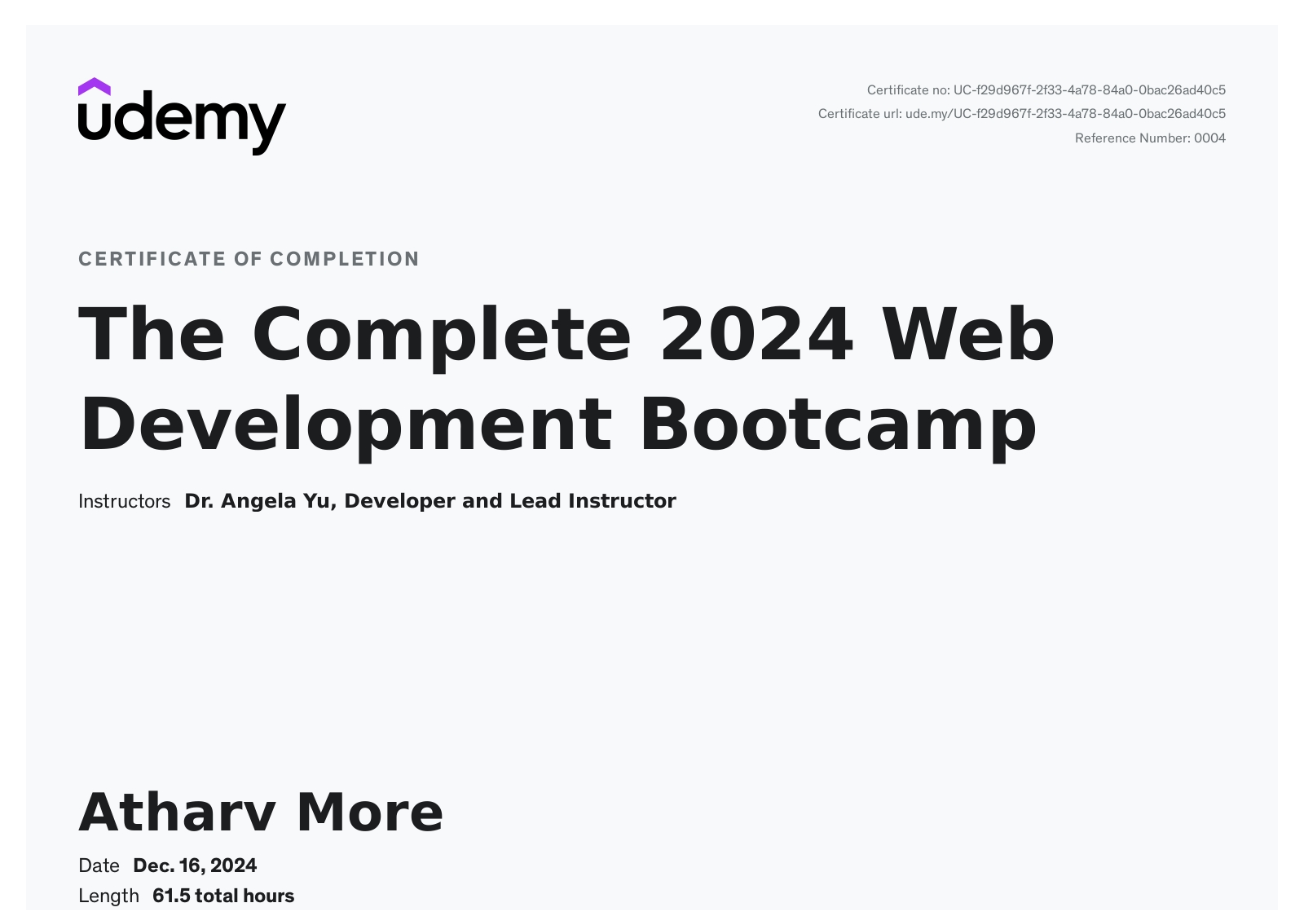 udemy
Certificate no: UC-f29d967f-2f33-4a78-84a0-0bac26ad40c5
Certificate url: ude.my/UC-f29d967f-2f33-4a78-84a0-0bac26ad40c5
Reference Number: 0004
CERTIFICATE OF COMPLETION
The Complete 2024 Web
Development Bootcamp
Instructors Dr. Angela Yu, Developer and Lead Instructor
Atharv More
Date Dec. 16, 2024
Length 61.5 total hours